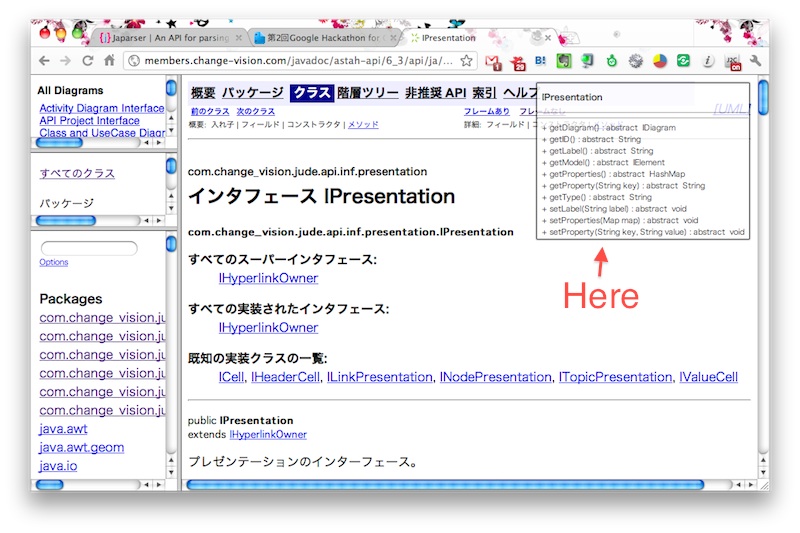 {;} Japarser | An API for parsing
第2回Google Hackathon for
IPresentation
members.change-vision.com/javadoc/astah-api/6_3/api/ja/
1
29
B!
on
All Diagrams
Activity Diagram Interface
API Project Interface
Class and UseCase Diagr
すべてのクラス
パッケージ
Options
Packages
com.change_vision.ju
com.change_vision.ju
com.change_vision.ju
com.change_vision.ju
com.change_vision.ju
com.change_vision.ju
java.awt
java.awt.geom
java.io
概要 パッケージ クラス 階層ツリー 非推奨 API 索引 ヘルプ
前のクラス 次のクラス
フレームあり フレームなし
概要: 入れ子 | フィールド | コンストラクタ | メソッド
詳細: フィールド
[UML]
com.change_vision.jude.api.inf.presentation
インタフェース IPresentation
com.change_vision.jude.api.inf.presentation.IPresentation
すべてのスーパーインタフェース:
IHyperlinkOwner
すべての実装されたインタフェース:
IHyperlinkOwner
既知の実装クラスの一覧:
ICell, IHeaderCell, ILinkPresentation, INodePresentation, ITopicPresentation, IValueCell
public IPresentation
extends IHyperlinkOwner
プレゼンテーションのインターフェース。
IPresentation
+ getDiagram() : abstract IDiagram
+ getID() : abstract String
+ getLabel() : abstract String
+ getModel() : abstract IElement
+ getProperties() : abstract HashMap
+ getProperty(String key) : abstract String
+ getType() : abstract String
+ setLabel(String label) : abstract void
+ setProperties(Map map) : abstract void
+ setProperty(String key, String value) : abstract void
Here